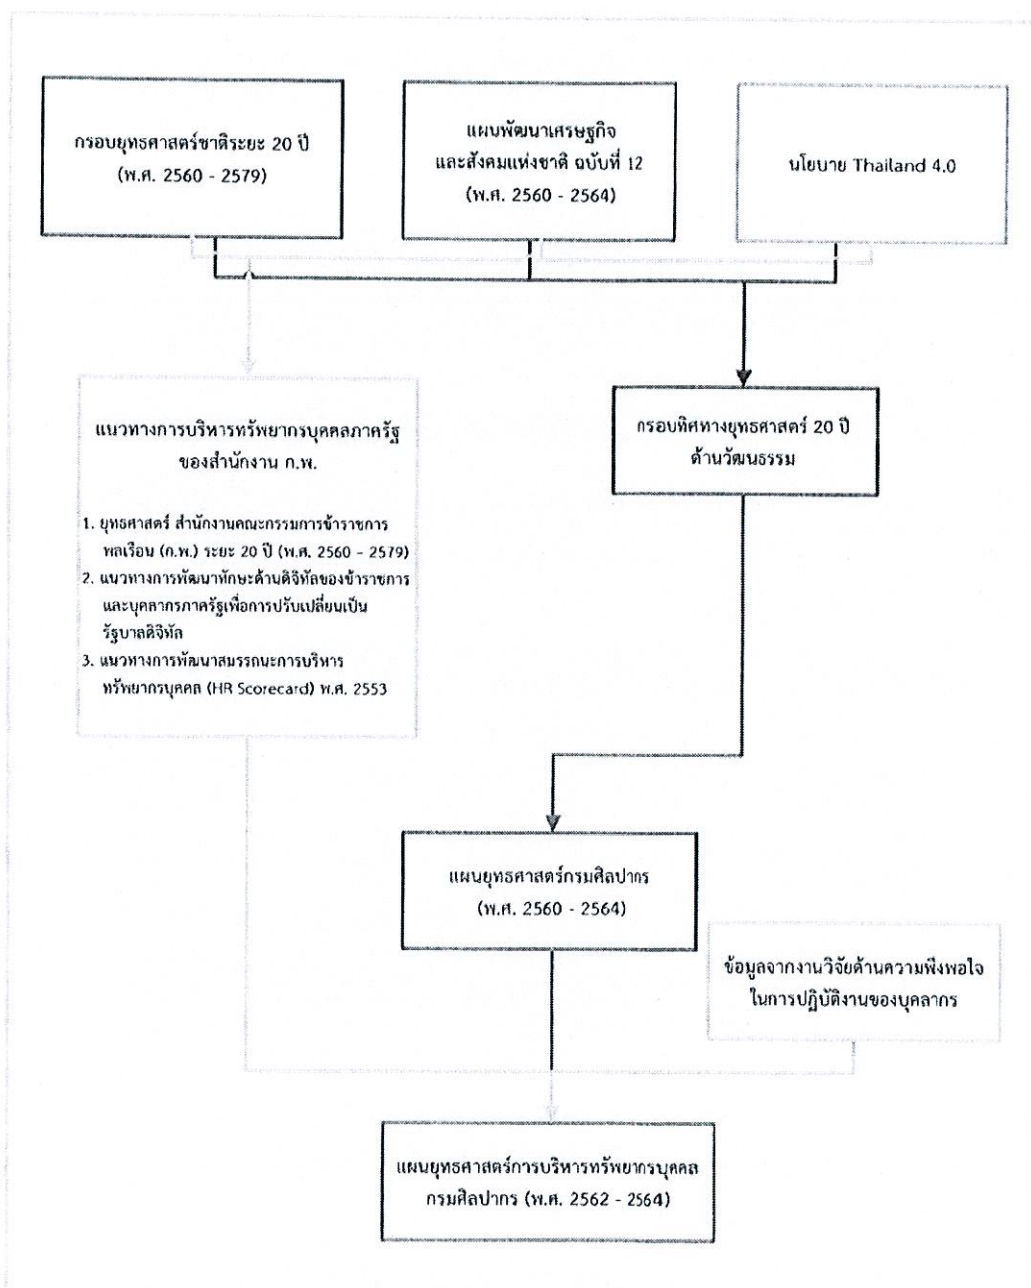 กรอบยุทธศาสตร์ชาติระยะ 20 ปี
(พ.ศ. 2560 - 2579)
แผนพัฒนาเศรษฐกิจ
และสังคมแห่งชาติ ฉบับที่ 12
(พ.ศ. 2560 - 2564)
นโยบาย Thailand 4.0
แนวทางการบริหารทรัพยากรบุคคลภาครัฐ
ของสำนักงาน ก.พ.
1. ยุทธศาสตร์ สำนักงานคณะกรรมการข้าราชการ
พลเรือน (ก.พ.) ระยะ 20 ปี (พ.ศ. 2560 - 2579)
2. แนวทางการพัฒนาทักษะด้านดิจิทัลของข้าราชการ
และบุคลากรภาครัฐเพื่อการปรับเปลี่ยนเป็น
รัฐบาลดิจิทัล
3. แนวทางการพัฒนาสมรรถนะการบริหาร
ทรัพยากรบุคคล (HR Scorecard) พ.ศ. 2553
กรอบทิศทางยุทธศาสตร์ 20 ปี
ด้านวัฒนธรรม
แผนยุทธศาสตร์กรมศิลปากร
(พ.ศ. 2560 - 2564)
ข้อมูลจากงานวิจัยด้านความพึงพอใจ
ในการปฏิบัติงานของบุคลากร
แผนยุทธศาสตร์การบริหารทรัพยากรบุคคล
กรมศิลปากร (พ.ศ. 2562 - 2564)